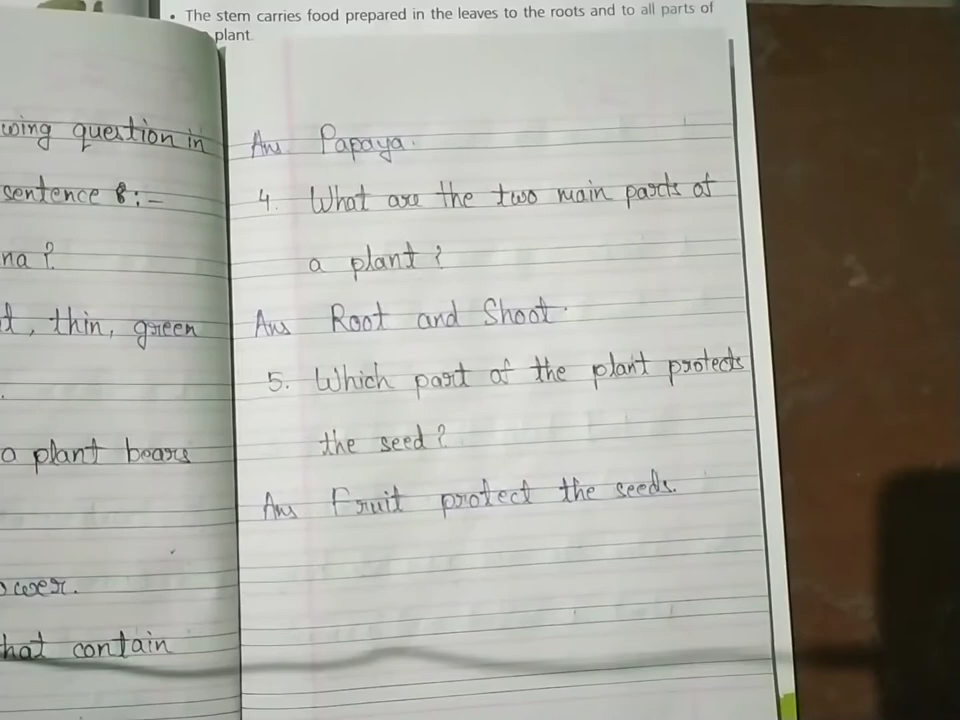 • The stem carries food prepared in the leaves to the roots and to all parts of
plant
wing question in
sentence :-
na ?
t, thin, green
a plant bears
ower.
hat contain
Ans Papaya.
4. What are the two main parts of
a plant ?
Ans Root and Shoot.
5. Which part of the plant protects
the seed ?
Ans Fruit protect the seeds.